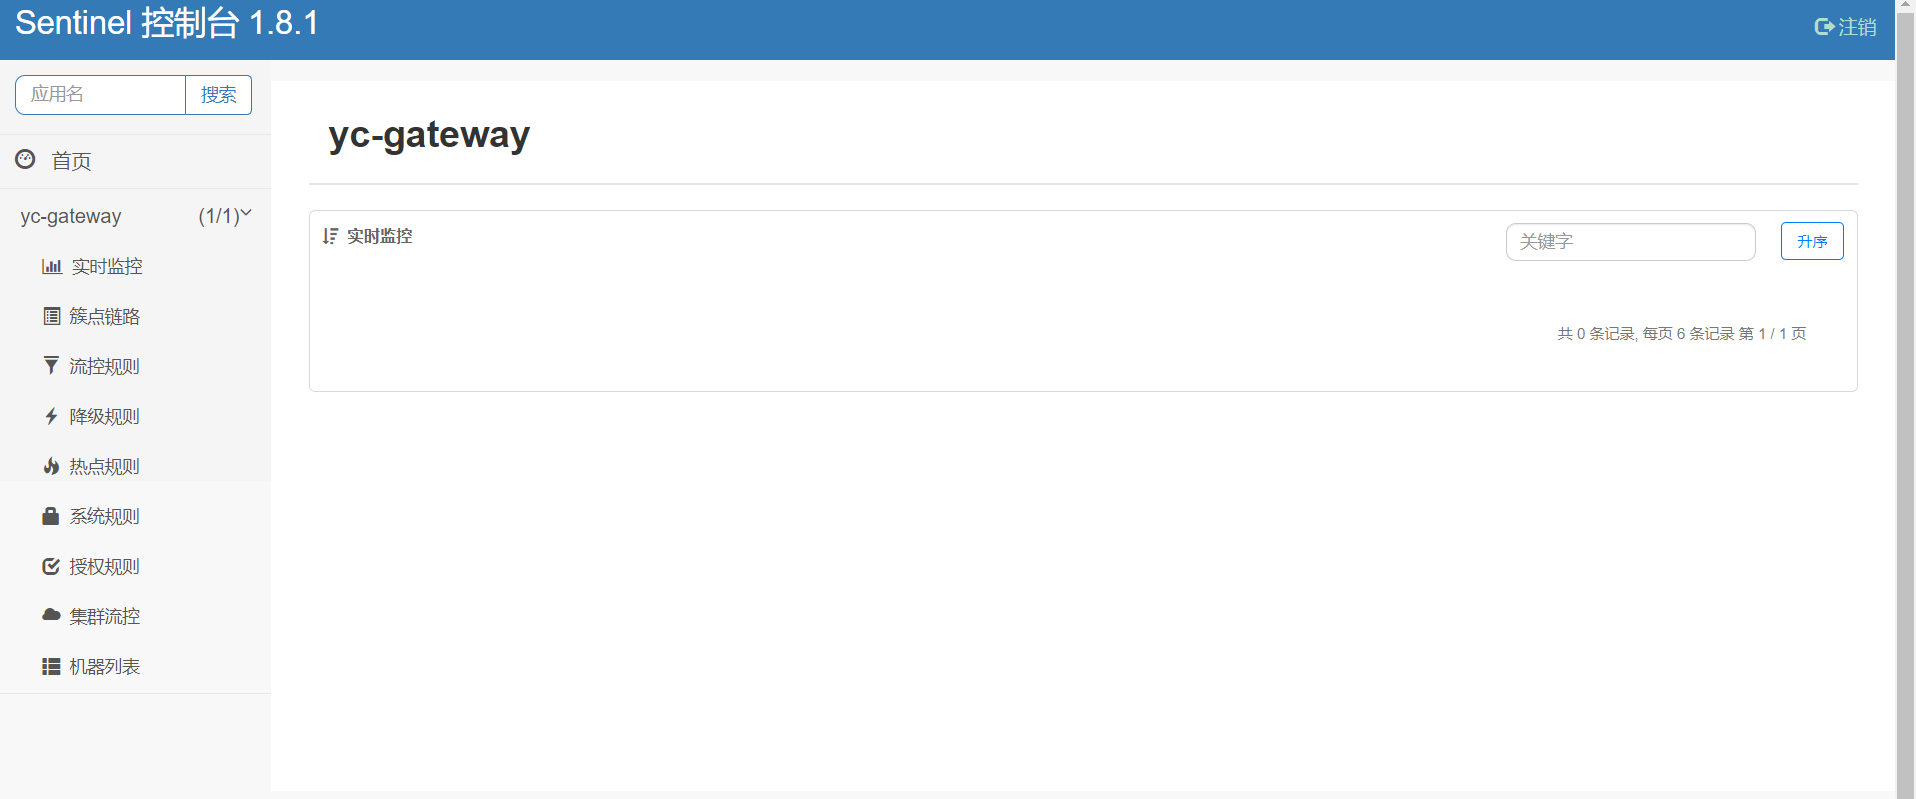 Sentinel 控制台 1.8.1
注销
应用名
搜索
首页
yc-gateway (1/1)
实时监控
簇点链路
流控规则
降级规则
热点规则
系统规则
授权规则
集群流控
机器列表
yc-gateway
实时监控
关键字
升序
共 0 条记录, 每页 6 条记录 第 1 / 1 页